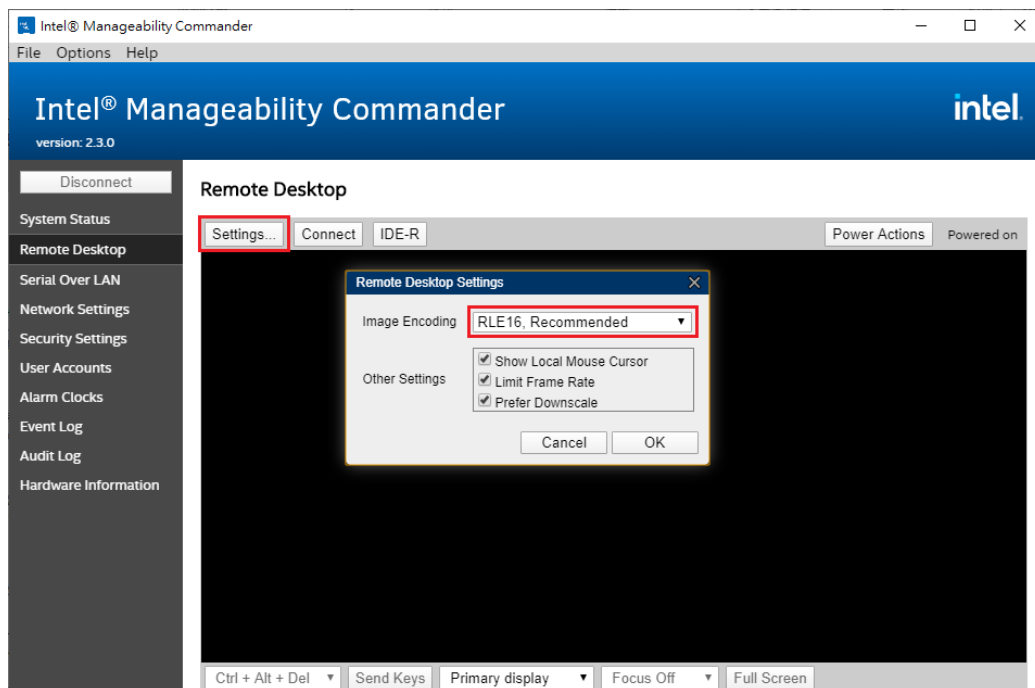 Intel® Manageability Commander
File Options Help
Intel® Manageability Commander
intel.
version: 2.3.0
Disconnect
System Status
Remote Desktop
Serial Over LAN
Network Settings
Security Settings
User Accounts
Alarm Clocks
Event Log
Audit Log
Hardware Information
Remote Desktop
Settings... Connect IDE-R Power Actions Powered on
Remote Desktop Settings
Image Encoding RLE16, Recommended
Other Settings
Show Local Mouse Cursor
Limit Frame Rate
Prefer Downscale
Cancel OK
Ctrl + Alt + Del Send Keys Primary display Focus Off Full Screen